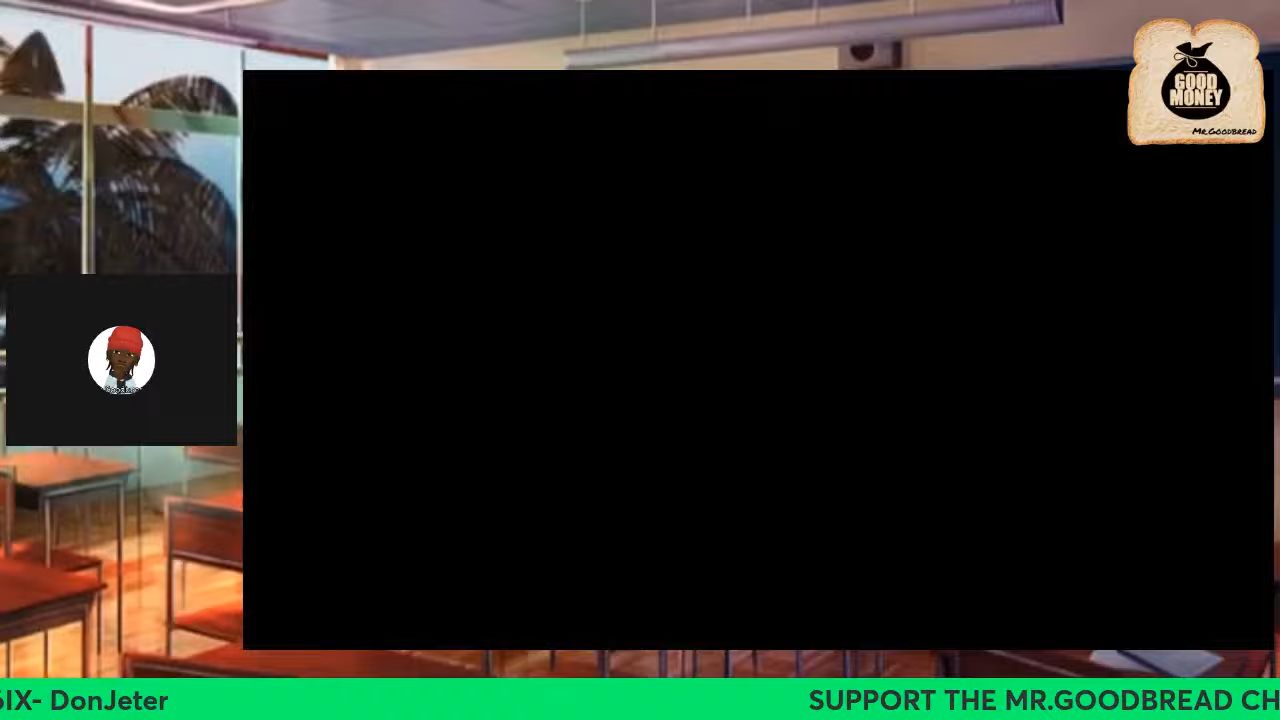 GOOD
MONEY
Mr.Goodbread
SIX- DonJeter
SUPPORT THE MR.GOODBREAD CH